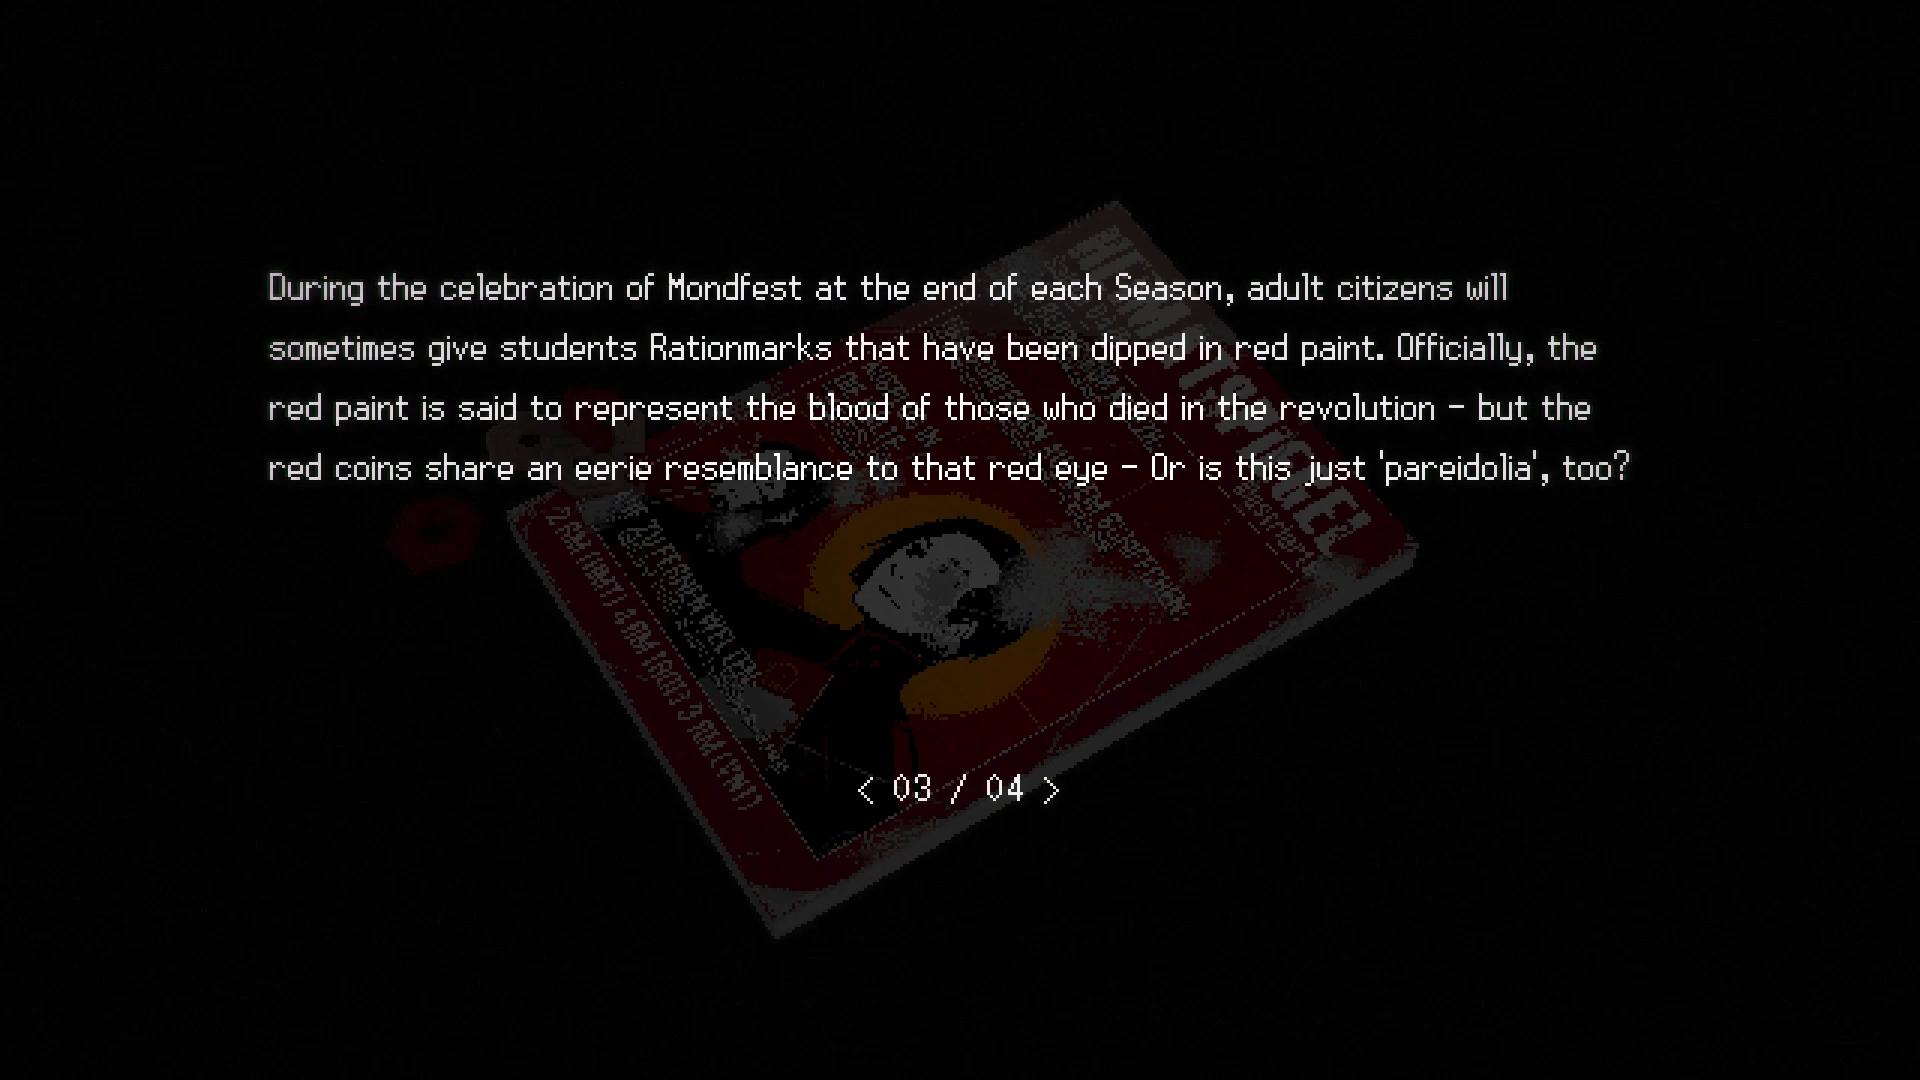 During the celebration of Mondfest at the end of each Season, adult citizens will
sometimes give students Rationmarks that have been dipped in red paint. Officially, the
red paint is said to represent the blood of those who died in the revolution - but the
red coins share an eerie resemblance to that red eye - Or is this just 'pareidolia', too?
< 03 / 04 >